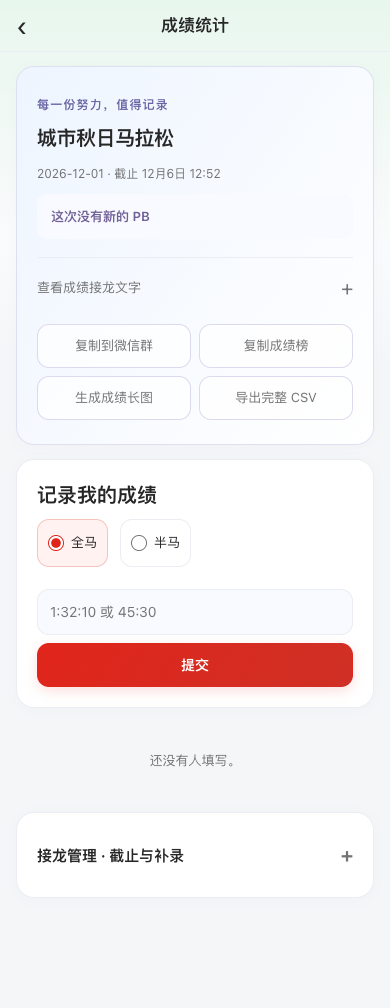 成绩统计
每一份努力，值得记录
城市秋日马拉松
2026-12-01 · 截止 12月6日 12:52
这次没有新的 PB
查看成绩接龙文字
复制到微信群
复制成绩榜
生成成绩长图
导出完整 CSV
记录我的成绩
全马
半马
1:32:10 或 45:30
提交
还没有人填写。
接龙管理 · 截止与补录